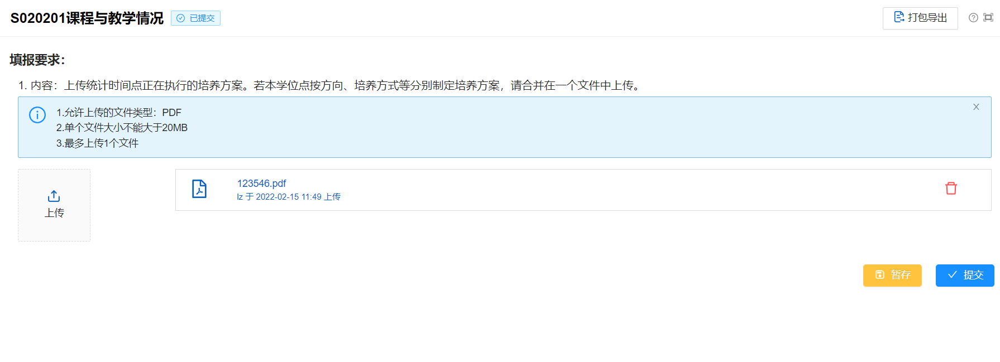 S020201课程与教学情况
已提交
打包导出
填报要求：
1. 内容：上传统计时间点正在执行的培养方案。若本学位点按方向、培养方式等分别制定培养方案，请合并在一个文件中上传。
1.允许上传的文件类型：PDF
2.单个文件大小不能大于20MB
3.最多上传1个文件
上传
123546.pdf
lz 于 2022-02-15 11:49 上传
暂存
提交